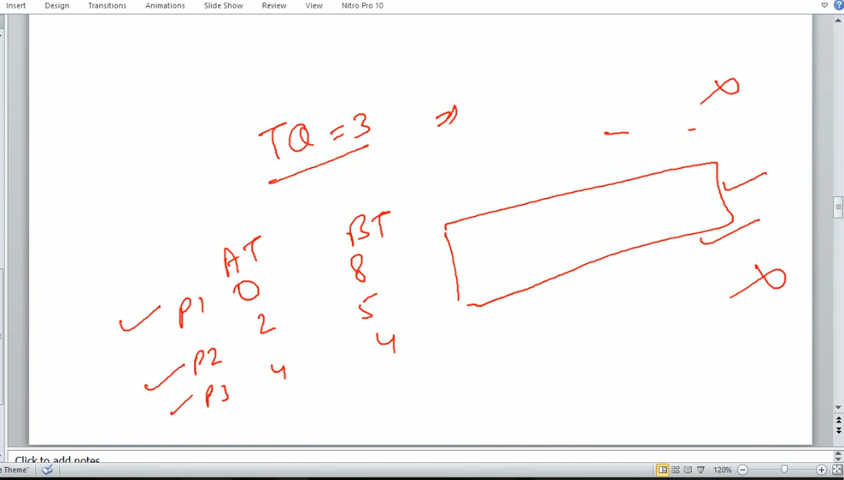 Insert Design Transitions Animations Slide Show Review View Nitro Pro 10
TQ = 3 ⇒
AT BT
P1 0 8
P2 2 5
P3 4 4
Click to add notes
Theme"
120%